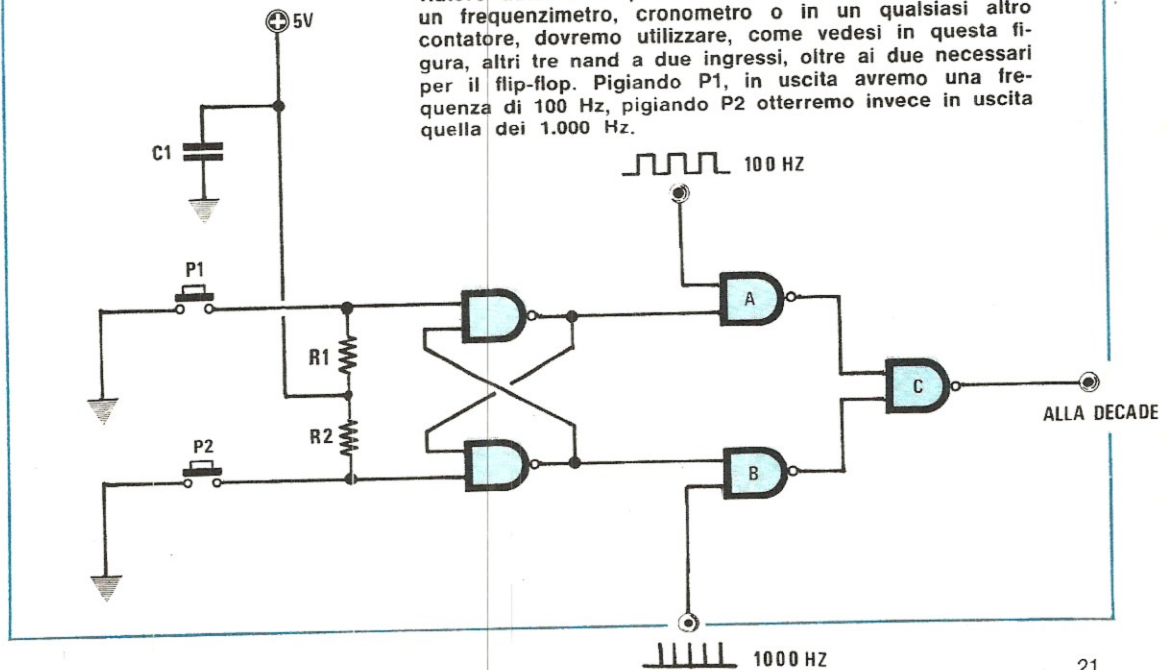 un frequenzimetro, cronometro o in un qualsiasi altro
contatore, dovremo utilizzare, come vedesi in questa fi-
gura, altri tre nand a due ingressi, oltre ai due necessari
per il flip-flop. Pigiando P1, in uscita avremo una fre-
quenza di 100 Hz, pigiando P2 otterremo invece in uscita
quella dei 1.000 Hz.
5V
C1
100 HZ
P1
A
R1
C
ALLA DECADE
R2
P2
B
1000 HZ
21